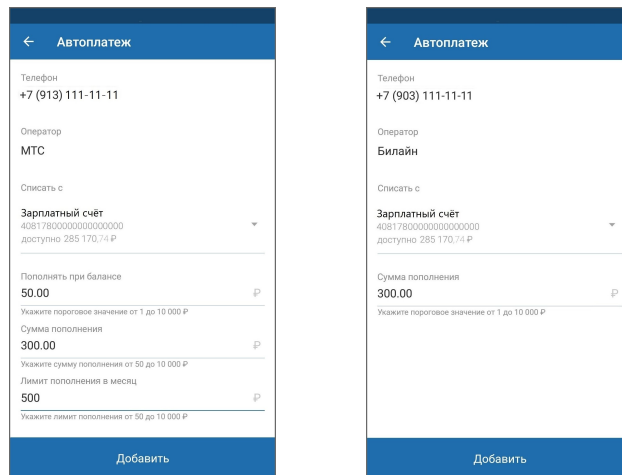 Автоплатеж
Телефон
+7 (913) 111-11-11
Оператор
МТС
Списать с
Зарплатный счёт
40817800000000000000
доступно 285 170,74 ₽
Пополнять при балансе
50.00 ₽
Укажите пороговое значение от 1 до 10 000 ₽
Сумма пополнения
300.00 ₽
Укажите сумму пополнения от 50 до 10 000 ₽
Лимит пополнения в месяц
500 ₽
Укажите лимит пополнения от 50 до 10 000 ₽
Добавить
Автоплатеж
Телефон
+7 (903) 111-11-11
Оператор
Билайн
Списать с
Зарплатный счёт
40817800000000000000
доступно 285 170,74 ₽
Сумма пополнения
300.00 ₽
Укажите пороговое значение от 1 до 10 000 ₽
Добавить